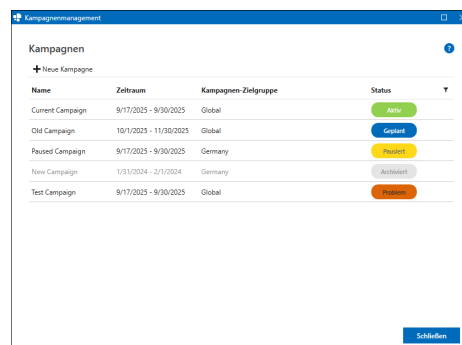 Kampagnenmanagement
Kampagnen
?
Neue Kampagne
Name Zeitraum Kampagnen-Zielgruppe Status
Current Campaign 9/17/2025 - 9/30/2025 Global Aktiv
Old Campaign 10/1/2025 - 11/30/2025 Global Geplant
Paused Campaign 9/17/2025 - 9/30/2025 Germany Pausiert
New Campaign 1/31/2024 - 2/1/2024 Germany Archiviert
Test Campaign 9/17/2025 - 9/30/2025 Global Problem
Schließen